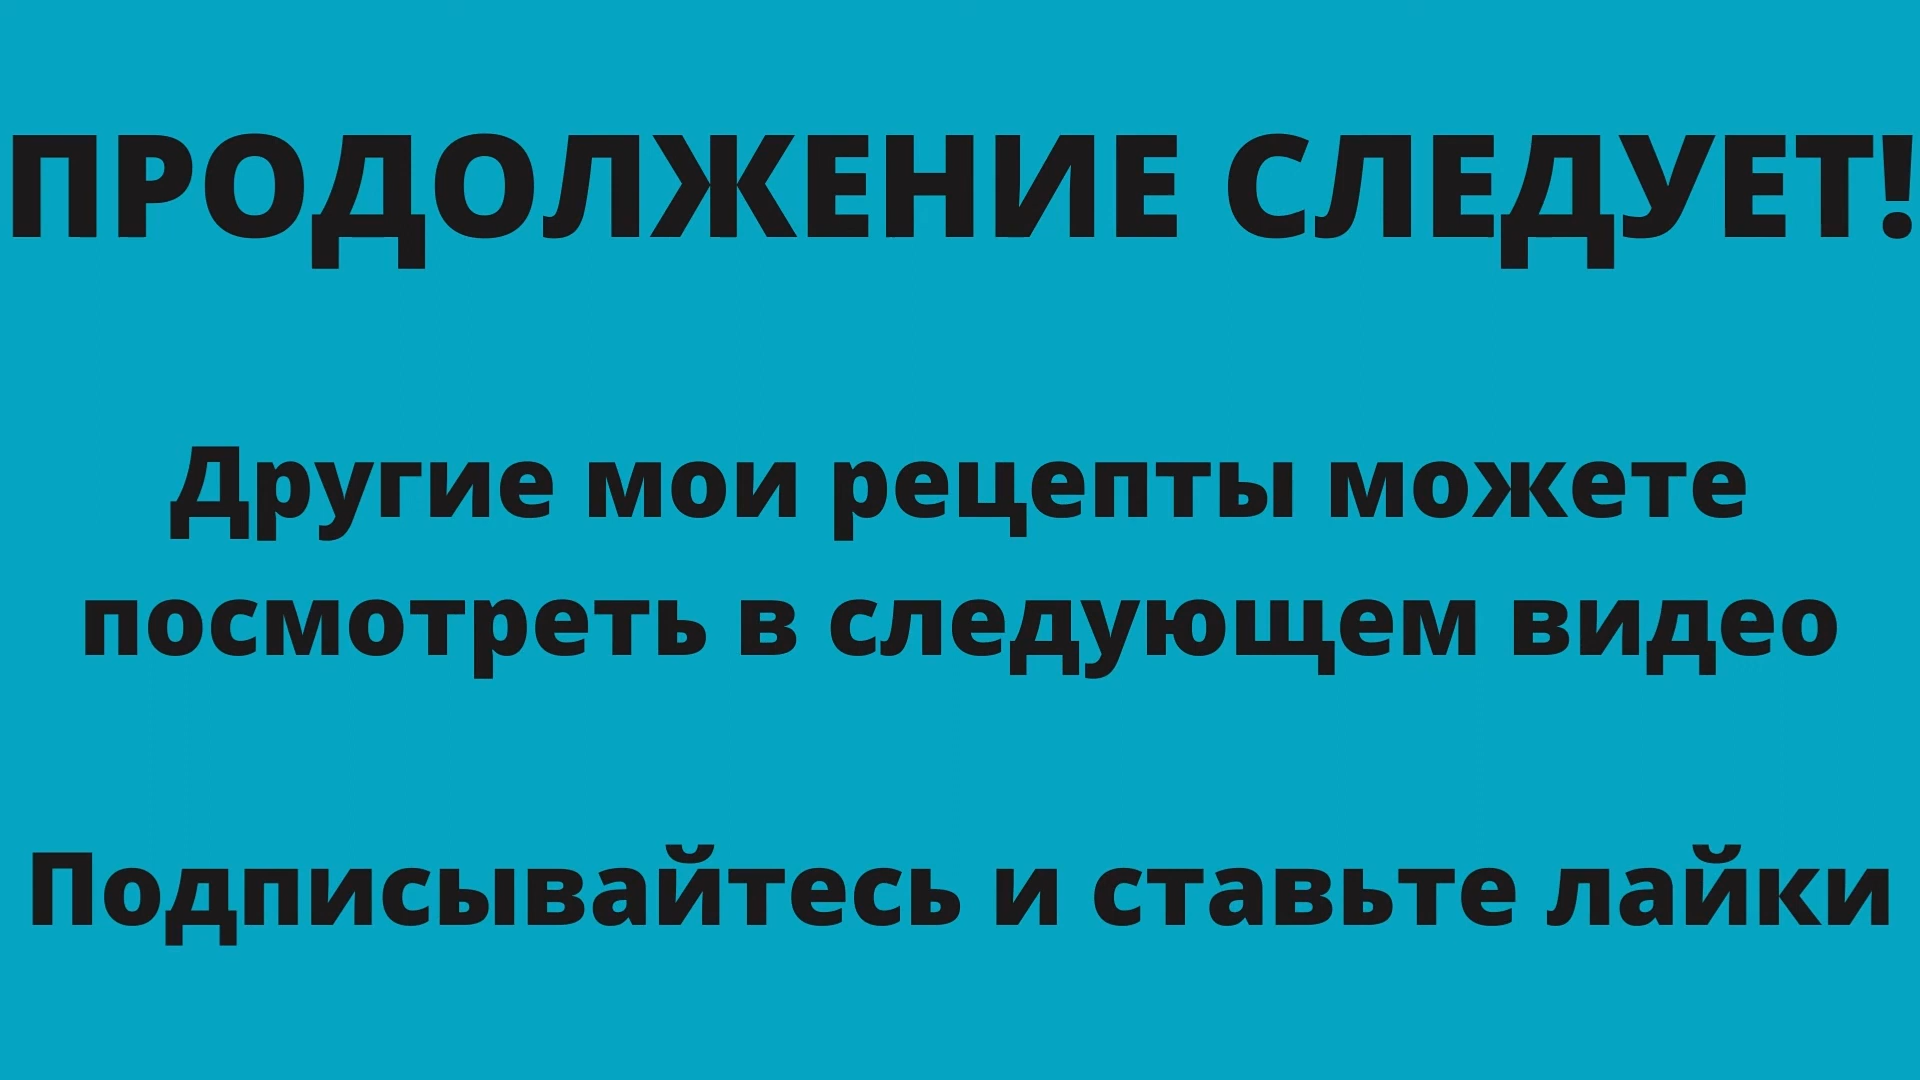 ПРОДОЛЖЕНИЕ СЛЕДУЕТ!
Другие мои рецепты можете
посмотреть в следующем видео
Подписывайтесь и ставьте лайки